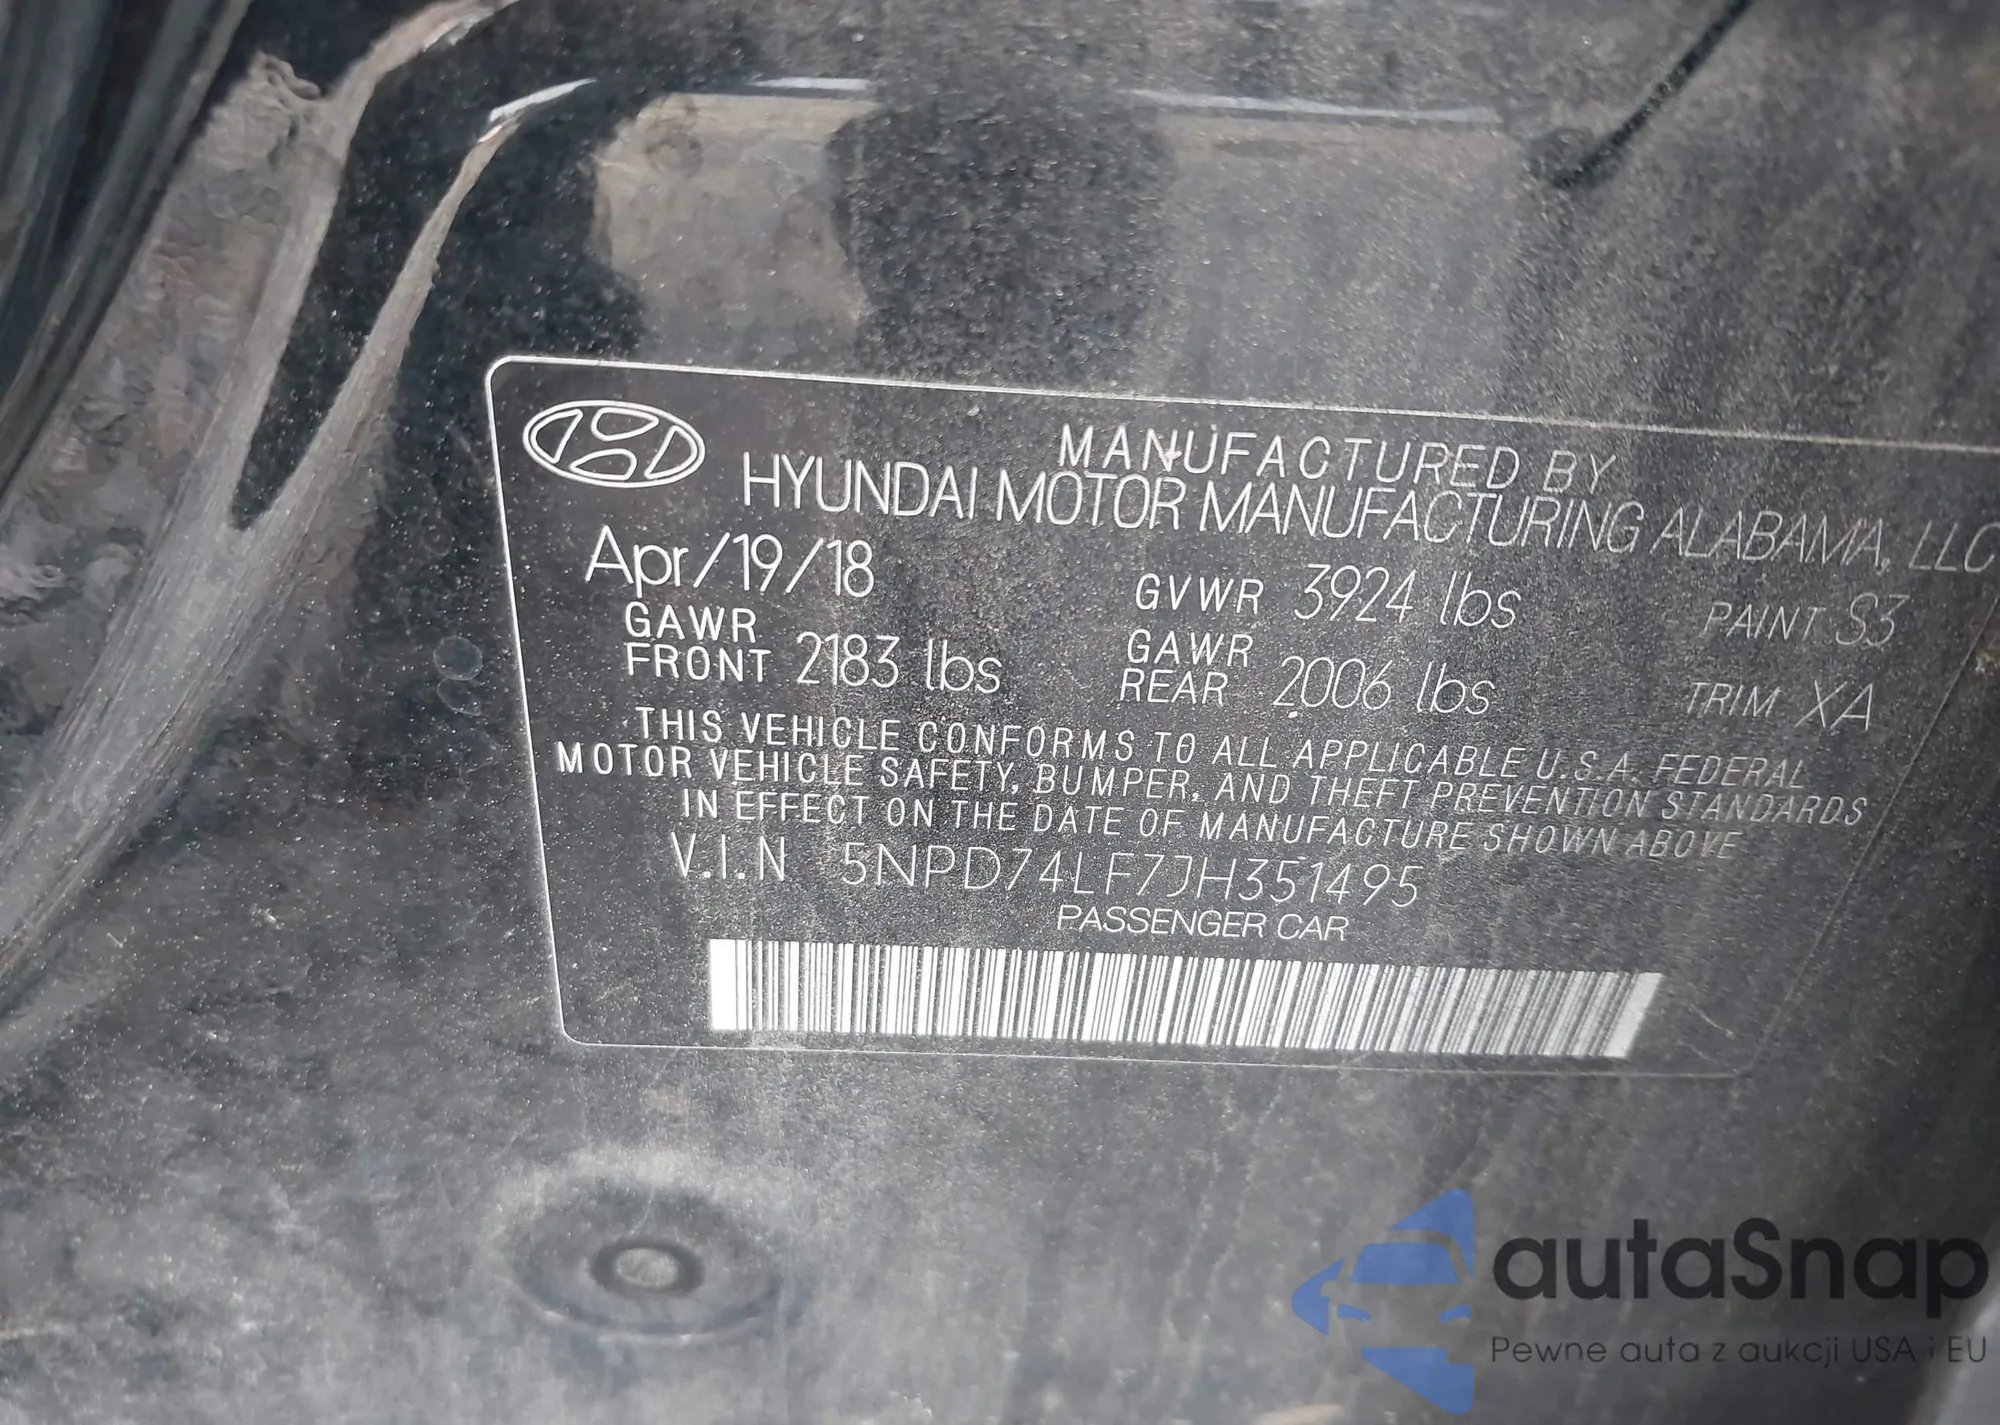 MANUFACTURED BY
HYUNDAI MOTOR MANUFACTURING ALABAMA, LLC
Apr/19/18 GVWR 3924 lbs PAINT S3
GAWR FRONT 2183 lbs GAWR REAR 2006 lbs TRIM XA
THIS VEHICLE CONFORMS TO ALL APPLICABLE U.S.A. FEDERAL
MOTOR VEHICLE SAFETY, BUMPER, AND THEFT PREVENTION STANDARDS
IN EFFECT ON THE DATE OF MANUFACTURE SHOWN ABOVE
V.I.N 5NPD74LF7JH351495
PASSENGER CAR
autaSnap
Pewne auta z aukcji USA i EU